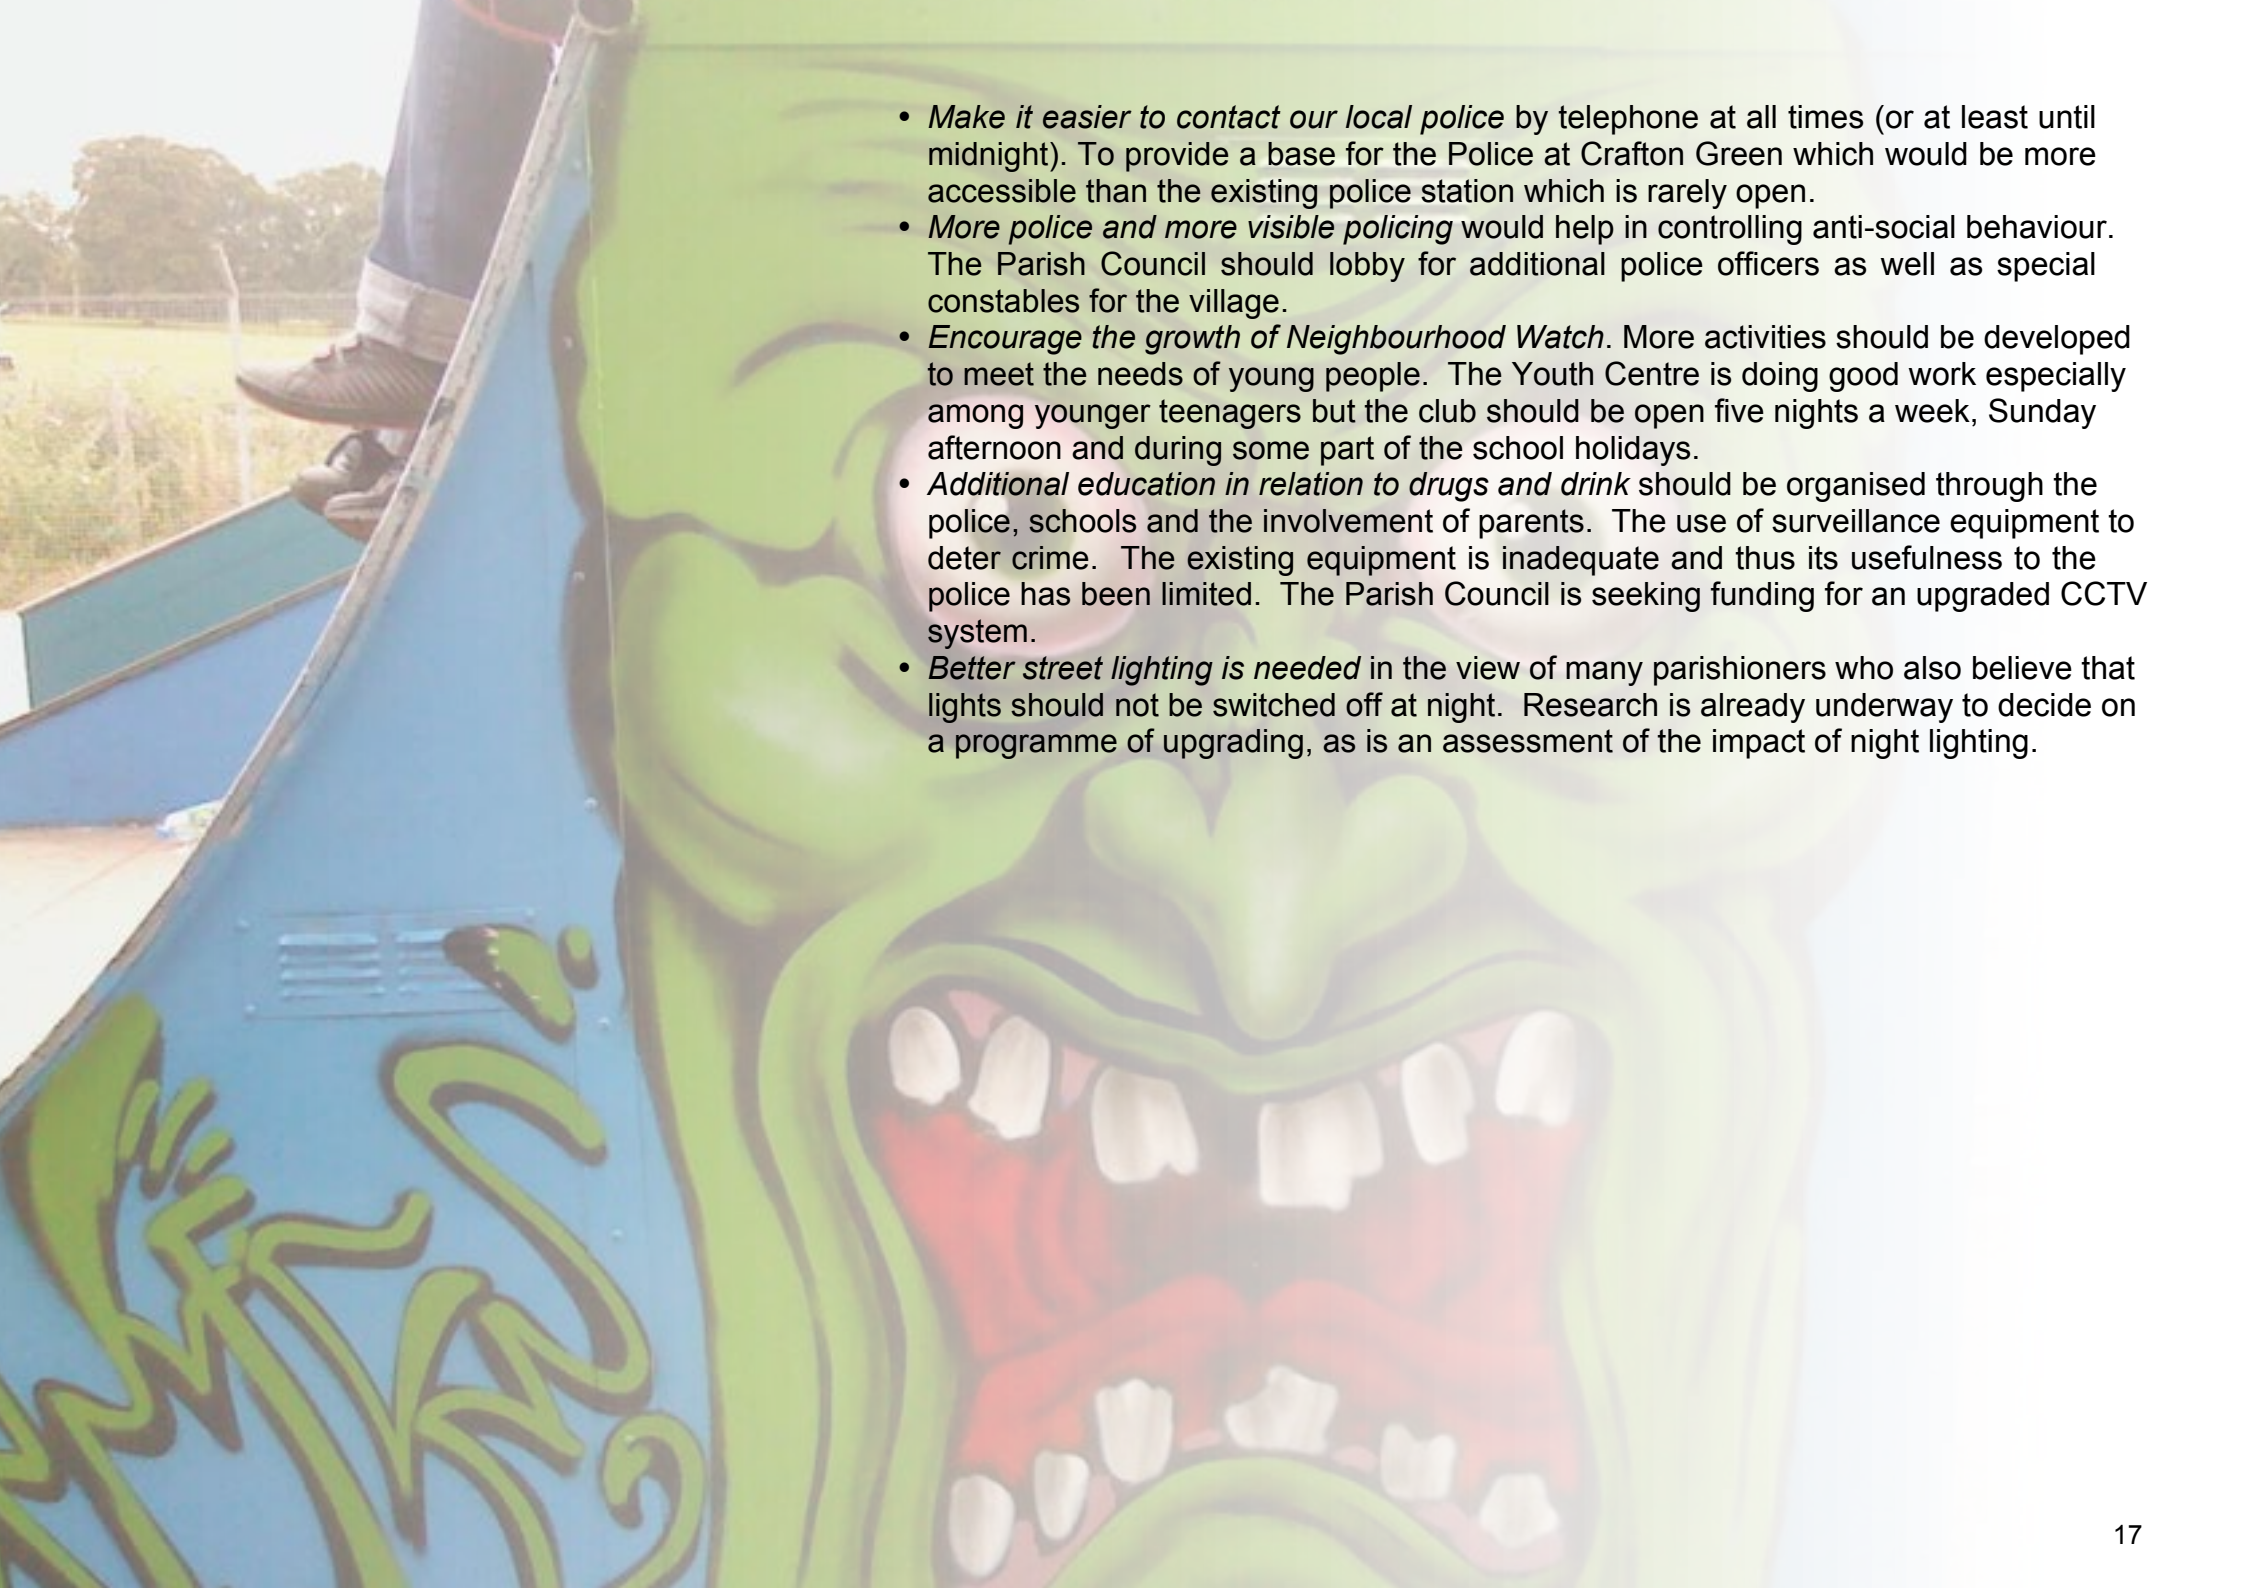 • Make it easier to contact our local police by telephone at all times (or at least until
midnight). To provide a base for the Police at Crafton Green which would be more
accessible than the existing police station which is rarely open.
• More police and more visible policing would help in controlling anti-social behaviour.
The Parish Council should lobby for additional police officers as well as special
constables for the village.
• Encourage the growth of Neighbourhood Watch. More activities should be developed
to meet the needs of young people. The Youth Centre is doing good work especially
among younger teenagers but the club should be open five nights a week, Sunday
afternoon and during some part of the school holidays.
• Additional education in relation to drugs and drink should be organised through the
police, schools and the involvement of parents. The use of surveillance equipment to
deter crime. The existing equipment is inadequate and thus its usefulness to the
police has been limited. The Parish Council is seeking funding for an upgraded CCTV
system.
• Better street lighting is needed in the view of many parishioners who also believe that
lights should not be switched off at night. Research is already underway to decide on
a programme of upgrading, as is an assessment of the impact of night lighting.
17